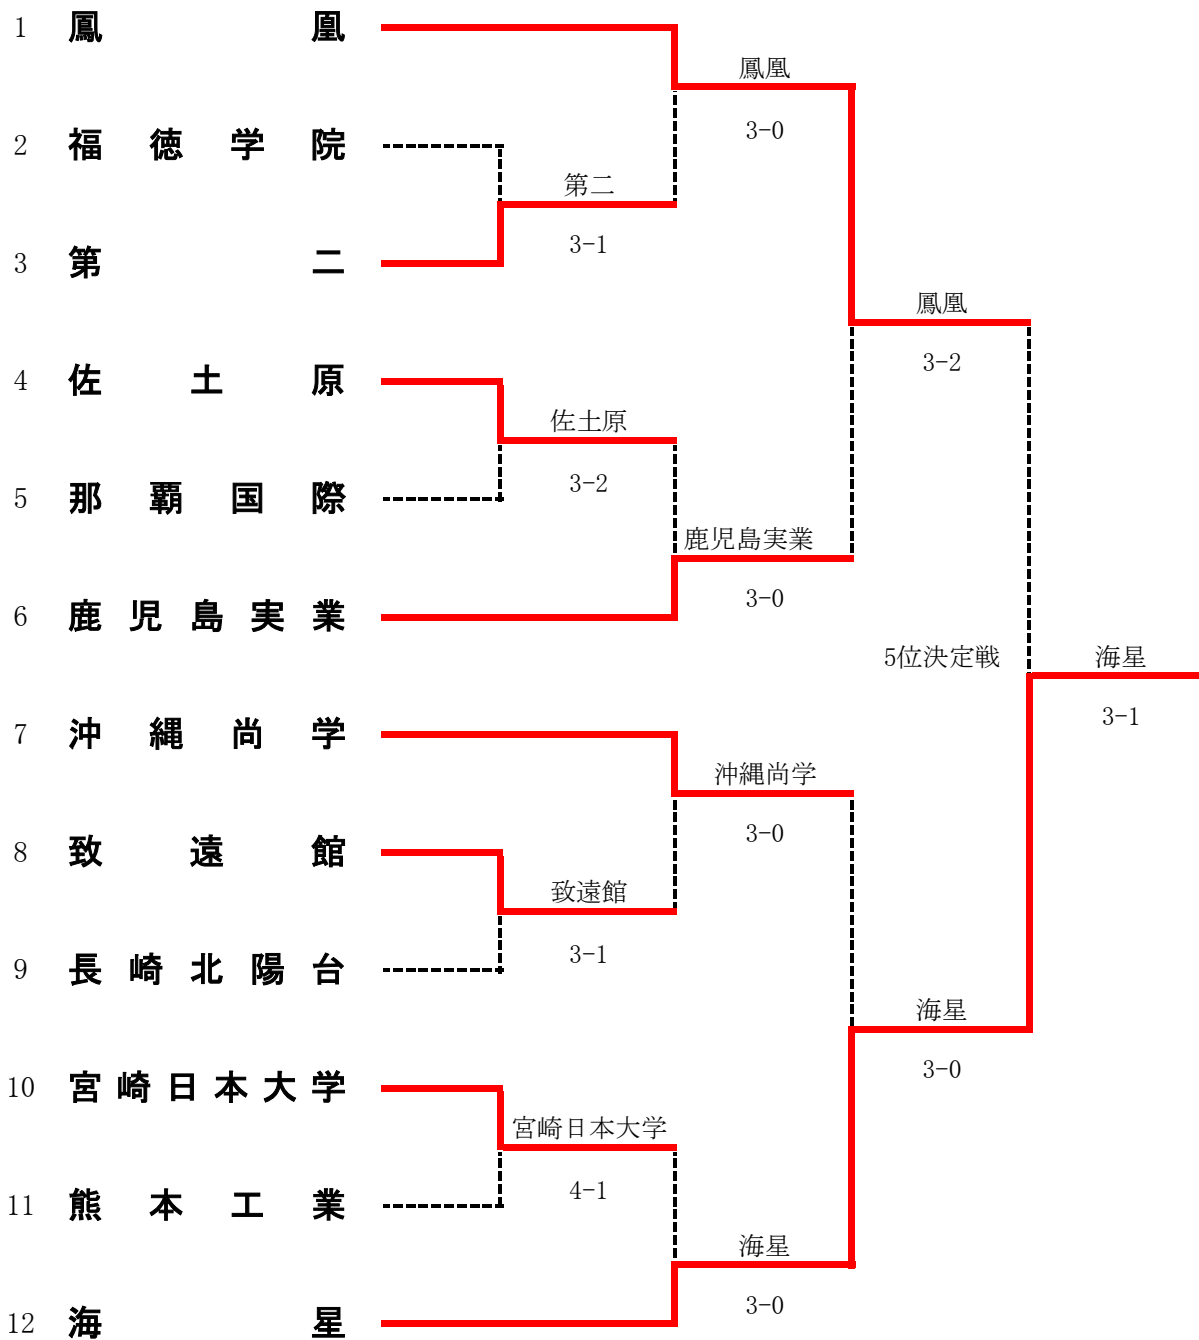 1 鳳凰
鳳凰
3-0
2 福徳学院
第二
3-1
3 第二
鳳凰
3-2
4 佐土原
佐土原
3-2
5 那覇国際
鹿児島実業
3-0
6 鹿児島実業
5位決定戦
海星
3-1
7 沖縄尚学
沖縄尚学
3-0
8 致遠館
致遠館
3-1
9 長崎北陽台
海星
3-0
10 宮崎日本大学
宮崎日本大学
4-1
11 熊本工業
海星
3-0
12 海星